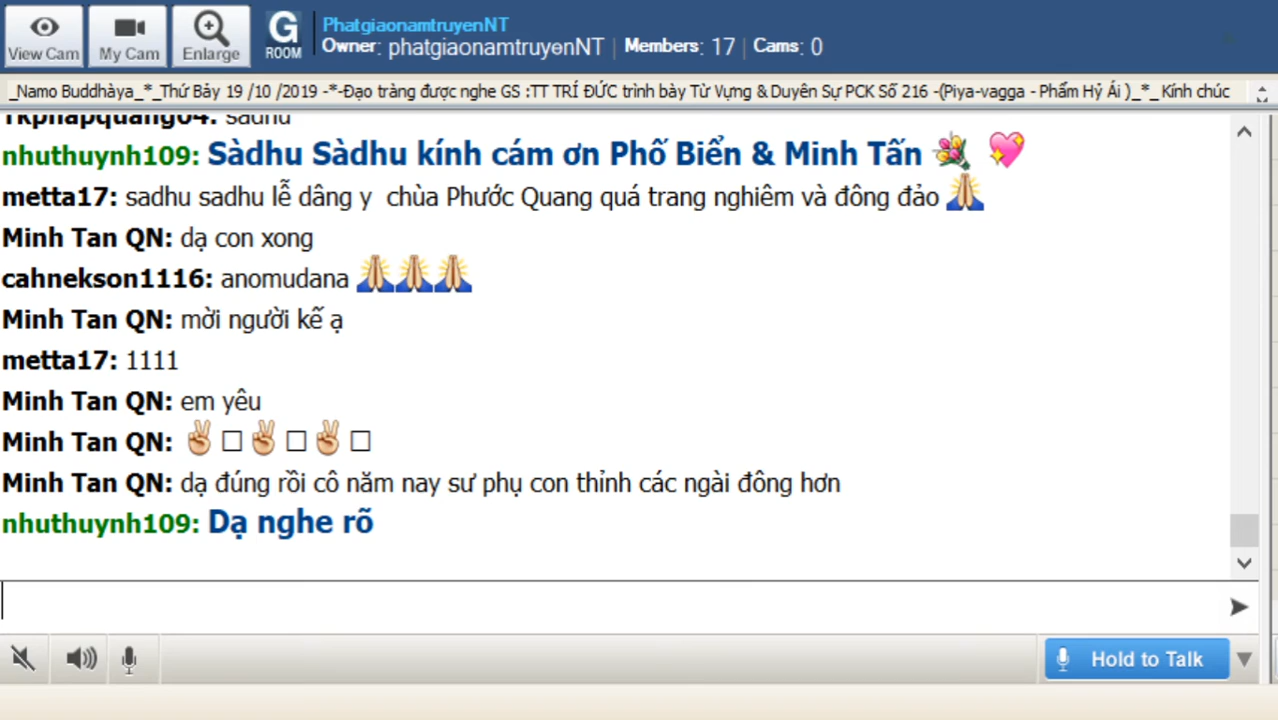 View Cam
My Cam
Enlarge
G ROOM
PhatgiaonamtruyenNT
Owner: phatgiaonamtruyenNT | Members: 17 | Cams: 0
_Namo Buddhàya_*_Thứ Bảy 19 /10 /2019 -*-Đạo tràng được nghe GS :TT TRÍ ĐỨC trình bày Từ Vựng & Duyên Sự PCK Số 216 -(Piya-vagga - Phẩm Hỷ Ái )_*_ Kính chúc
Tkphapquang04: sadhu
nhuthuynh109: Sàdhu Sàdhu kính cám ơn Phố Biển & Minh Tấn 💐 💖
metta17: sadhu sadhu lễ dâng y chùa Phước Quang quá trang nghiêm và đông đảo 🙏
Minh Tan QN: dạ con xong
cahnekson1116: anomudana 🙏🙏🙏
Minh Tan QN: mời người kế ạ
metta17: 1111
Minh Tan QN: em yêu
Minh Tan QN: ✌□✌□✌□
Minh Tan QN: dạ đúng rồi cô năm nay sư phụ con thỉnh các ngài đông hơn
nhuthuynh109: Dạ nghe rõ
Hold to Talk